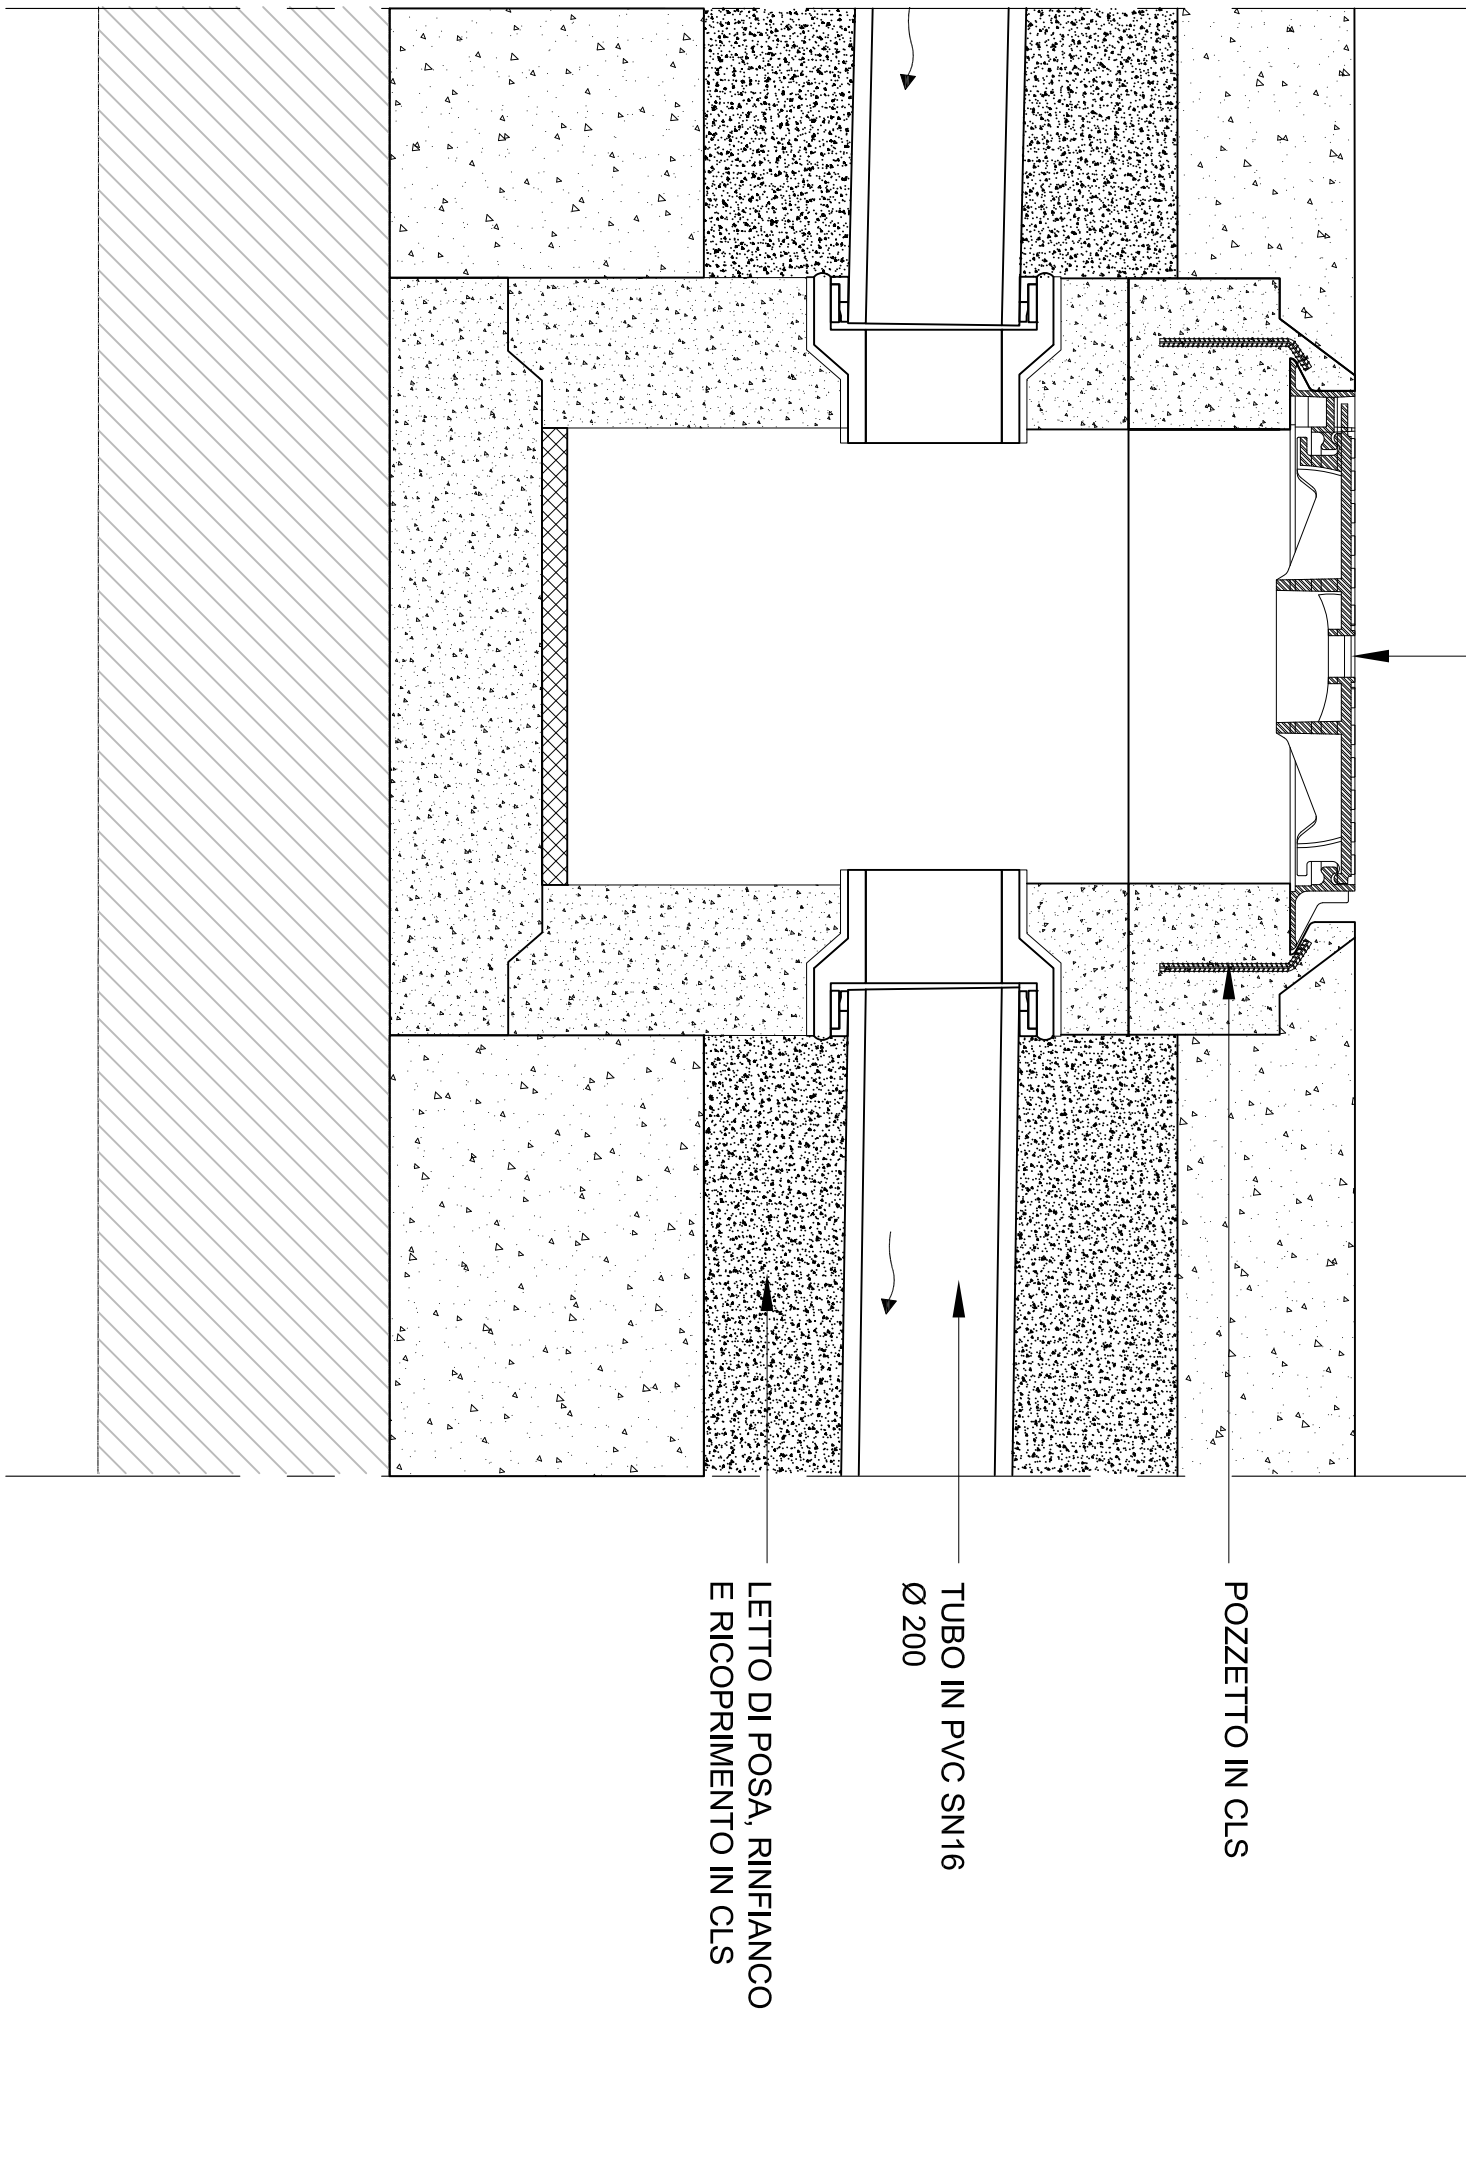 POZZETTO IN CLS
TUBO IN PVC SN16
Ø 200
LETTO DI POSA, RINFIANCO
E RICOPRIMENTO IN CLS